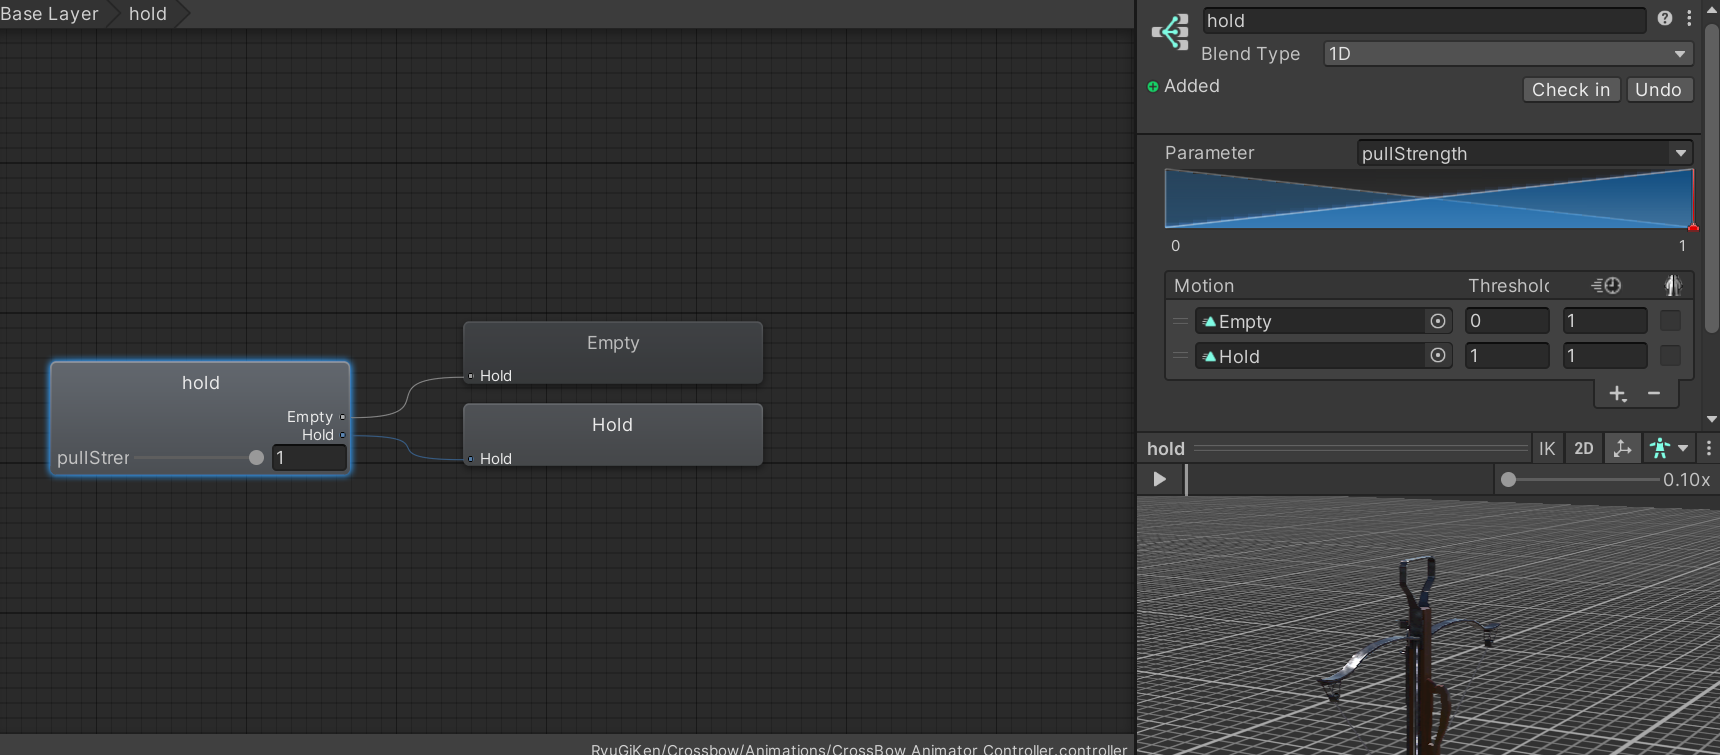 Base Layer
hold
hold
Blend Type
1D
Added
Check in
Undo
Parameter
pullStrength
0
1
Motion
Threshold
Empty
0
1
Hold
1
1
Empty
Hold
hold
Empty
Hold
pullStrer
1
Hold
Hold
hold
IK
2D
0.10x
RyuGiKen/Crossbow/Animations/CrossBow Animator Controller.controller